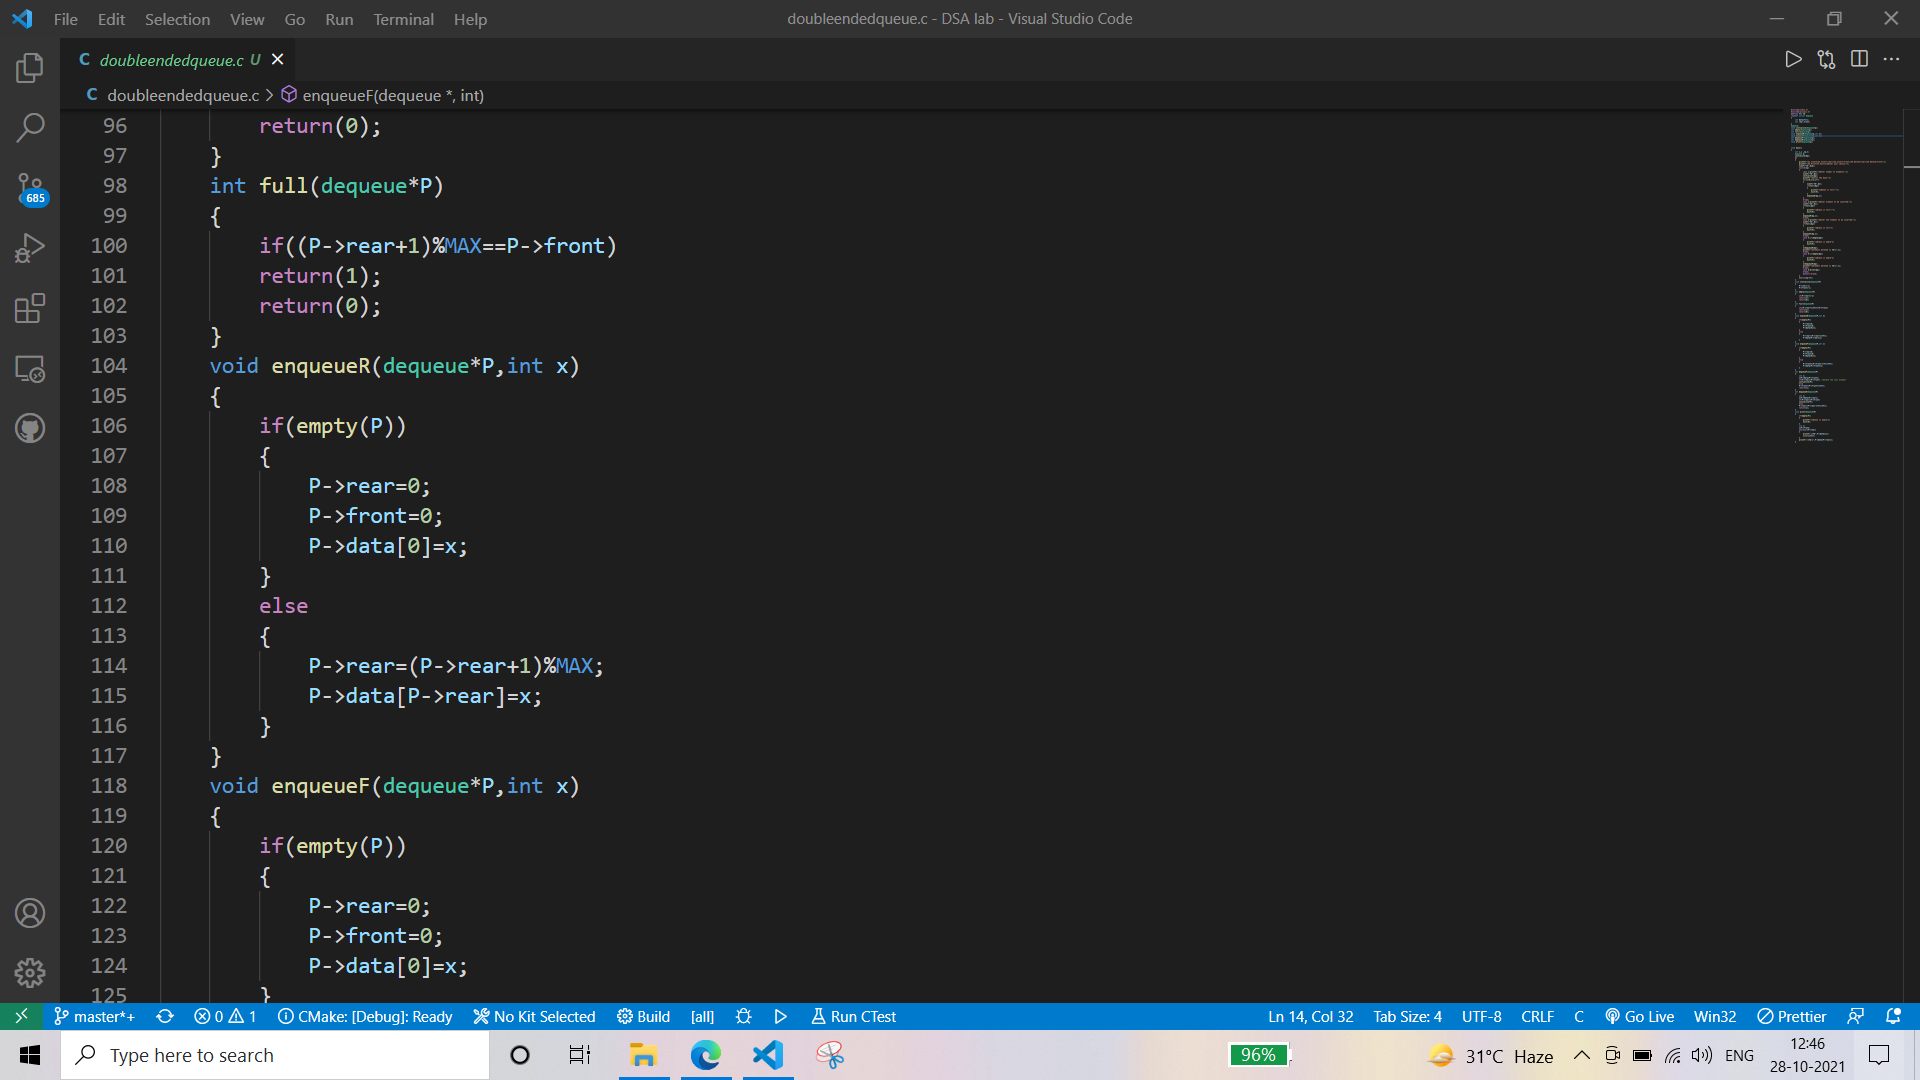 File Edit Selection View Go Run Terminal Help
doubleendedqueue.c - DSA lab - Visual Studio Code
C doubleendedqueue.c U
C doubleendedqueue.c > enqueueF(dequeue *, int)
96 return(0);
97 }
98 int full(dequeue*P)
99 {
100 if((P->rear+1)%MAX==P->front)
101 return(1);
102 return(0);
103 }
104 void enqueueR(dequeue*P,int x)
105 {
106 if(empty(P))
107 {
108 P->rear=0;
109 P->front=0;
110 P->data[0]=x;
111 }
112 else
113 {
114 P->rear=(P->rear+1)%MAX;
115 P->data[P->rear]=x;
116 }
117 }
118 void enqueueF(dequeue*P,int x)
119 {
120 if(empty(P))
121 {
122 P->rear=0;
123 P->front=0;
124 P->data[0]=x;
125 }
685
master*+ 0 1 CMake: [Debug]: Ready No Kit Selected Build [all] Run CTest Ln 14, Col 32 Tab Size: 4 UTF-8 CRLF C Go Live Win32 Prettier
Type here to search
96%
31°C Haze
ENG
12:46
28-10-2021